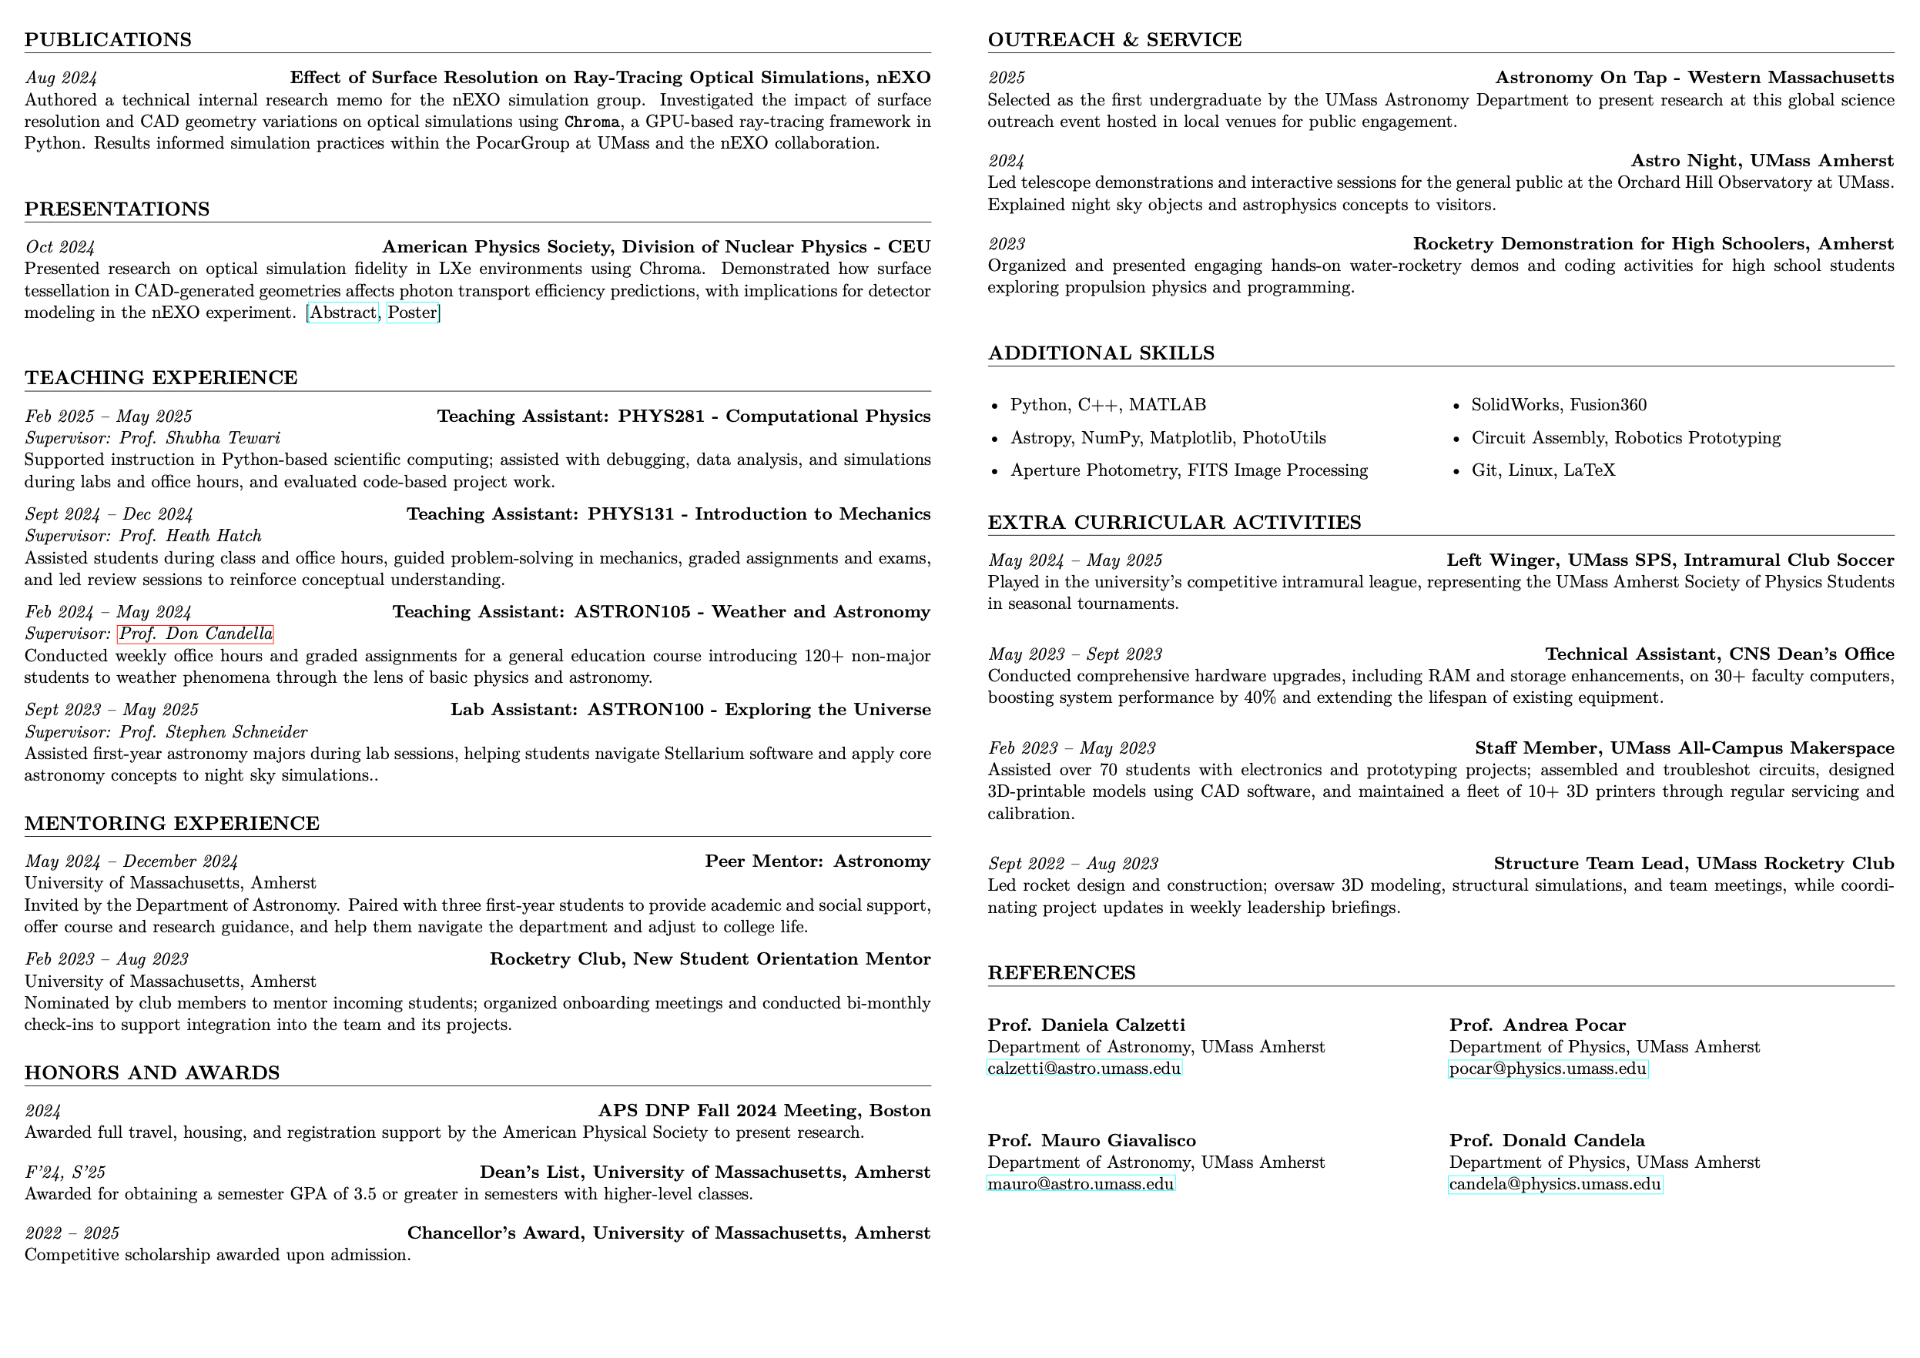 PUBLICATIONS
Aug 2024 Effect of Surface Resolution on Ray-Tracing Optical Simulations, nEXO
Authored a technical internal research memo for the nEXO simulation group. Investigated the impact of surface
resolution and CAD geometry variations on optical simulations using Chroma, a GPU-based ray-tracing framework in
Python. Results informed simulation practices within the PocarGroup at UMass and the nEXO collaboration.
PRESENTATIONS
Oct 2024 American Physics Society, Division of Nuclear Physics - CEU
Presented research on optical simulation fidelity in LXe environments using Chroma. Demonstrated how surface
tessellation in CAD-generated geometries affects photon transport efficiency predictions, with implications for detector
modeling in the nEXO experiment. [Abstract, Poster]
TEACHING EXPERIENCE
Feb 2025 – May 2025 Teaching Assistant: PHYS281 - Computational Physics
Supervisor: Prof. Shubha Tewari
Supported instruction in Python-based scientific computing; assisted with debugging, data analysis, and simulations
during labs and office hours, and evaluated code-based project work.
Sept 2024 – Dec 2024 Teaching Assistant: PHYS131 - Introduction to Mechanics
Supervisor: Prof. Heath Hatch
Assisted students during class and office hours, guided problem-solving in mechanics, graded assignments and exams,
and led review sessions to reinforce conceptual understanding.
Feb 2024 – May 2024 Teaching Assistant: ASTRON105 - Weather and Astronomy
Supervisor: Prof. Don Candella
Conducted weekly office hours and graded assignments for a general education course introducing 120+ non-major
students to weather phenomena through the lens of basic physics and astronomy.
Sept 2023 – May 2025 Lab Assistant: ASTRON100 - Exploring the Universe
Supervisor: Prof. Stephen Schneider
Assisted first-year astronomy majors during lab sessions, helping students navigate Stellarium software and apply core
astronomy concepts to night sky simulations..
MENTORING EXPERIENCE
May 2024 – December 2024 Peer Mentor: Astronomy
University of Massachusetts, Amherst
Invited by the Department of Astronomy. Paired with three first-year students to provide academic and social support,
offer course and research guidance, and help them navigate the department and adjust to college life.
Feb 2023 – Aug 2023 Rocketry Club, New Student Orientation Mentor
University of Massachusetts, Amherst
Nominated by club members to mentor incoming students; organized onboarding meetings and conducted bi-monthly
check-ins to support integration into the team and its projects.
HONORS AND AWARDS
2024 APS DNP Fall 2024 Meeting, Boston
Awarded full travel, housing, and registration support by the American Physical Society to present research.
F'24, S'25 Dean's List, University of Massachusetts, Amherst
Awarded for obtaining a semester GPA of 3.5 or greater in semesters with higher-level classes.
2022 – 2025 Chancellor's Award, University of Massachusetts, Amherst
Competitive scholarship awarded upon admission.
OUTREACH & SERVICE
2025 Astronomy On Tap - Western Massachusetts
Selected as the first undergraduate by the UMass Astronomy Department to present research at this global science
outreach event hosted in local venues for public engagement.
2024 Astro Night, UMass Amherst
Led telescope demonstrations and interactive sessions for the general public at the Orchard Hill Observatory at UMass.
Explained night sky objects and astrophysics concepts to visitors.
2023 Rocketry Demonstration for High Schoolers, Amherst
Organized and presented engaging hands-on water-rocketry demos and coding activities for high school students
exploring propulsion physics and programming.
ADDITIONAL SKILLS
• Python, C++, MATLAB
• Astropy, NumPy, Matplotlib, PhotoUtils
• Aperture Photometry, FITS Image Processing
• SolidWorks, Fusion360
• Circuit Assembly, Robotics Prototyping
• Git, Linux, LaTeX
EXTRA CURRICULAR ACTIVITIES
May 2024 – May 2025 Left Winger, UMass SPS, Intramural Club Soccer
Played in the university's competitive intramural league, representing the UMass Amherst Society of Physics Students
in seasonal tournaments.
May 2023 – Sept 2023 Technical Assistant, CNS Dean's Office
Conducted comprehensive hardware upgrades, including RAM and storage enhancements, on 30+ faculty computers,
boosting system performance by 40% and extending the lifespan of existing equipment.
Feb 2023 – May 2023 Staff Member, UMass All-Campus Makerspace
Assisted over 70 students with electronics and prototyping projects; assembled and troubleshot circuits, designed
3D-printable models using CAD software, and maintained a fleet of 10+ 3D printers through regular servicing and
calibration.
Sept 2022 – Aug 2023 Structure Team Lead, UMass Rocketry Club
Led rocket design and construction; oversaw 3D modeling, structural simulations, and team meetings, while coordi-
nating project updates in weekly leadership briefings.
REFERENCES
Prof. Daniela Calzetti
Department of Astronomy, UMass Amherst
calzetti@astro.umass.edu
Prof. Andrea Pocar
Department of Physics, UMass Amherst
pocar@physics.umass.edu
Prof. Mauro Giavalisco
Department of Astronomy, UMass Amherst
mauro@astro.umass.edu
Prof. Donald Candela
Department of Physics, UMass Amherst
candela@physics.umass.edu